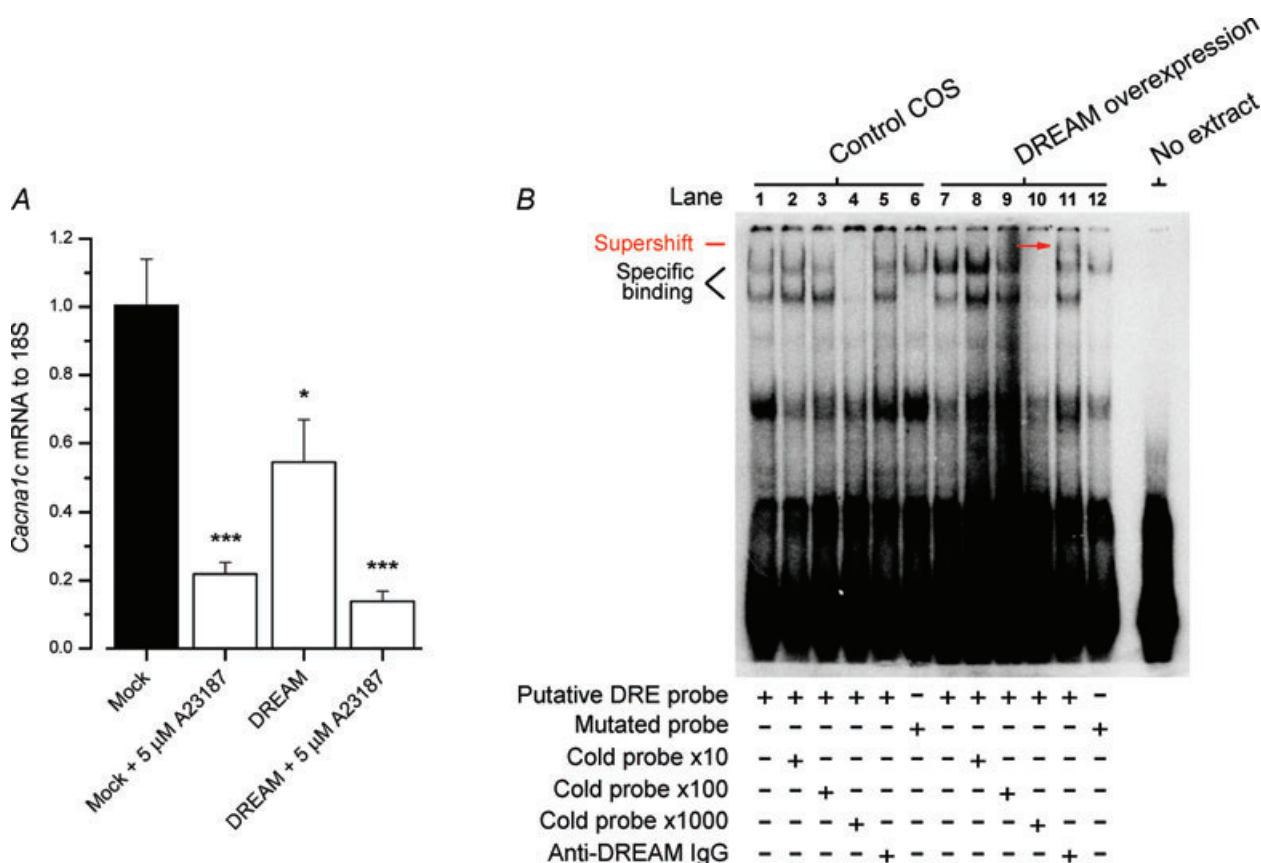 A
Cacna1c mRNA to 18S
1.2
1.0
0.8
0.6
0.4
0.2
0.0
***
*
***
Mock
Mock + 5 µM A23187
DREAM
DREAM + 5 µM A23187
B
Control COS
DREAM overexpression
No extract
Lane 1 2 3 4 5 6 7 8 9 10 11 12
Supershift
Specific
binding
Putative DRE probe + + + + + – + + + + + –
Mutated probe – – – – – + – – – – – +
Cold probe x10 – + – – – – – + – – – –
Cold probe x100 – – + – – – – – + – – –
Cold probe x1000 – – – + – – – – – + – –
Anti-DREAM IgG – – – – + – – – – – + –